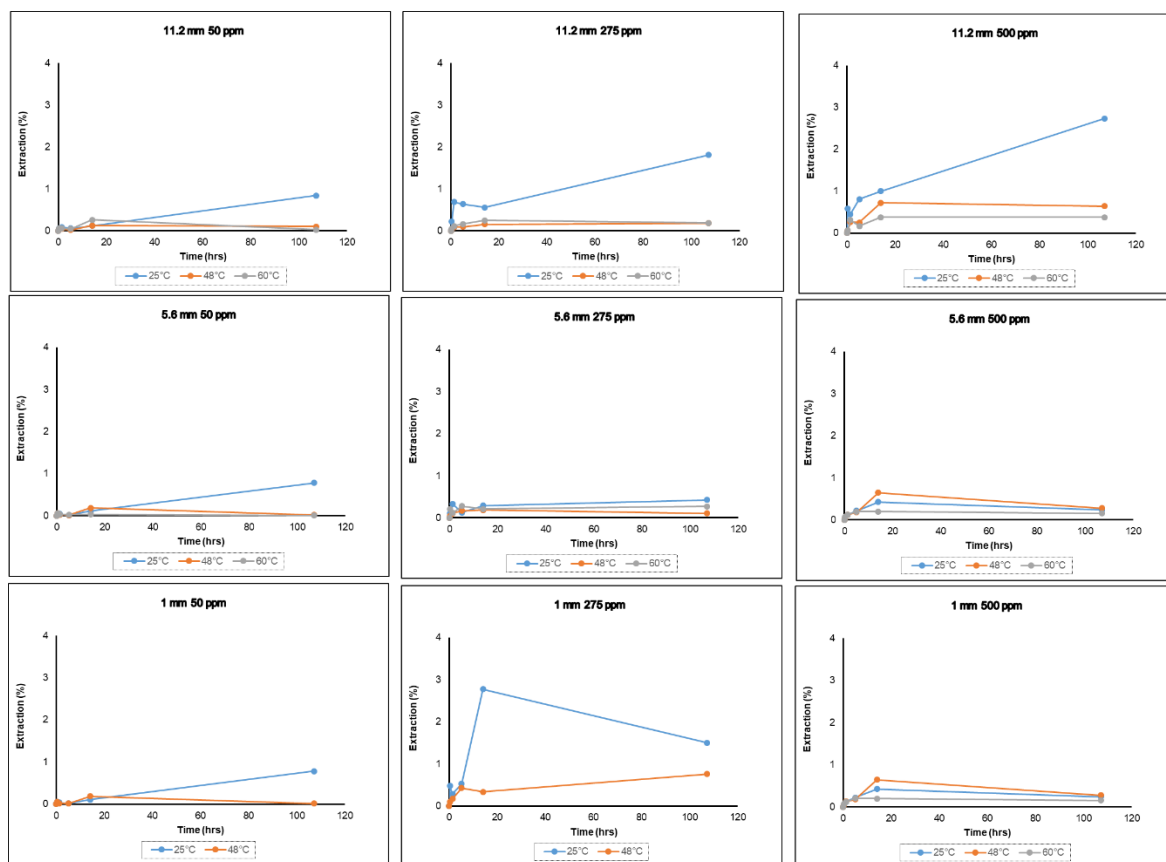 11.2 mm 50 ppm
4
3
2
1
0
0 20 40 60 80 100 120
Extraction (%)
Time (hrs)
25°C 48°C 60°C
11.2 mm 275 ppm
4
3
2
1
0
0 20 40 60 80 100 120
Extraction (%)
Time (hrs)
25°C 48°C 60°C
11.2 mm 500 ppm
4
3
2
1
0
0 20 40 60 80 100 120
Extraction (%)
Time (hrs)
25°C 48°C 60°C
5.6 mm 50 ppm
4
3
2
1
0
0 20 40 60 80 100 120
Extraction (%)
Time (hrs)
25°C 48°C 60°C
5.6 mm 275 ppm
4
3
2
1
0
0 20 40 60 80 100 120
Extraction (%)
Time (hrs)
25°C 48°C 60°C
5.6 mm 500 ppm
4
3
2
1
0
0 20 40 60 80 100 120
Extraction (%)
Time (hrs)
25°C 48°C 60°C
1 mm 50 ppm
4
3
2
1
0
0 20 40 60 80 100 120
Extraction (%)
Time (hrs)
25°C 48°C
1 mm 275 ppm
4
3
2
1
0
0 20 40 60 80 100 120
Extraction (%)
Time (hrs)
25°C 48°C
1 mm 500 ppm
4
3
2
1
0
0 20 40 60 80 100 120
Extraction (%)
Time (hrs)
25°C 48°C 60°C